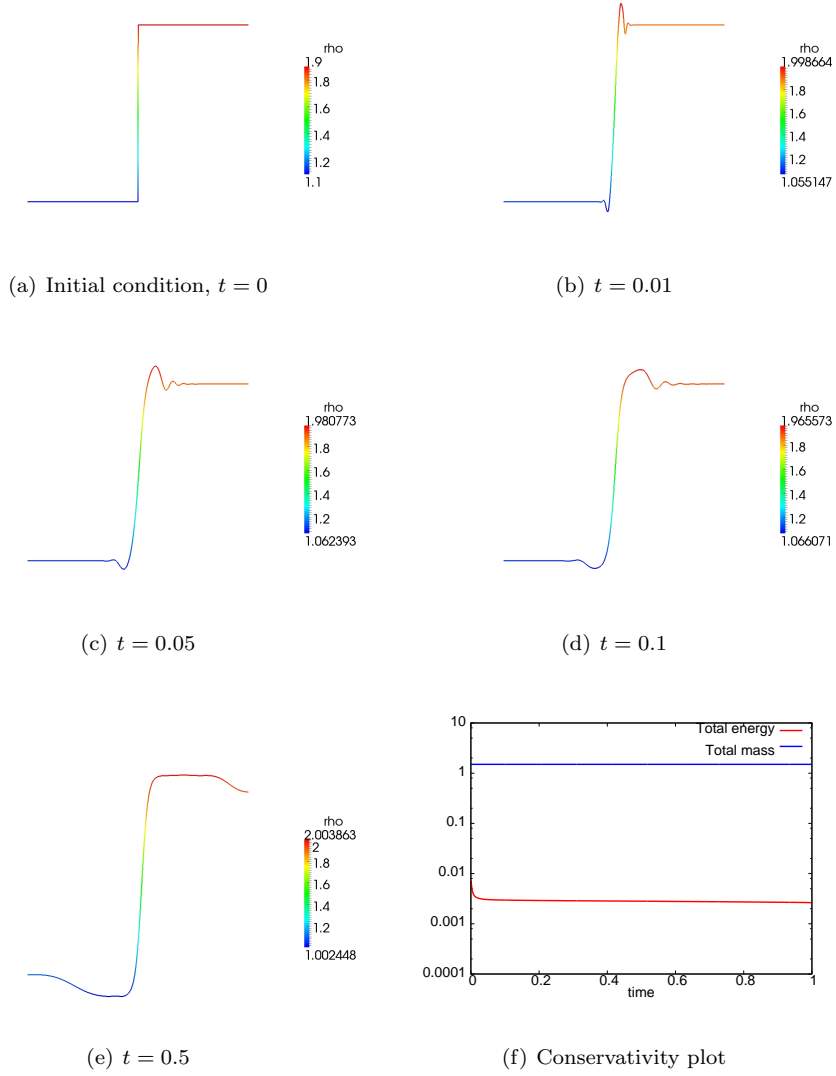 rho
1.9
1.8
1.6
1.4
1.2
1.1
(a) Initial condition, t = 0
rho
1.998664
1.8
1.6
1.4
1.2
1.055147
(b) t = 0.01
rho
1.980773
1.8
1.6
1.4
1.2
1.062393
(c) t = 0.05
rho
1.965573
1.8
1.6
1.4
1.2
1.066071
(d) t = 0.1
rho
2.003863
2
1.8
1.6
1.4
1.2
1.002448
(e) t = 0.5
10
1
0.1
0.01
0.001
0.0001
Total energy
Total mass
0 0.2 0.4 0.6 0.8 1
time
(f) Conservativity plot